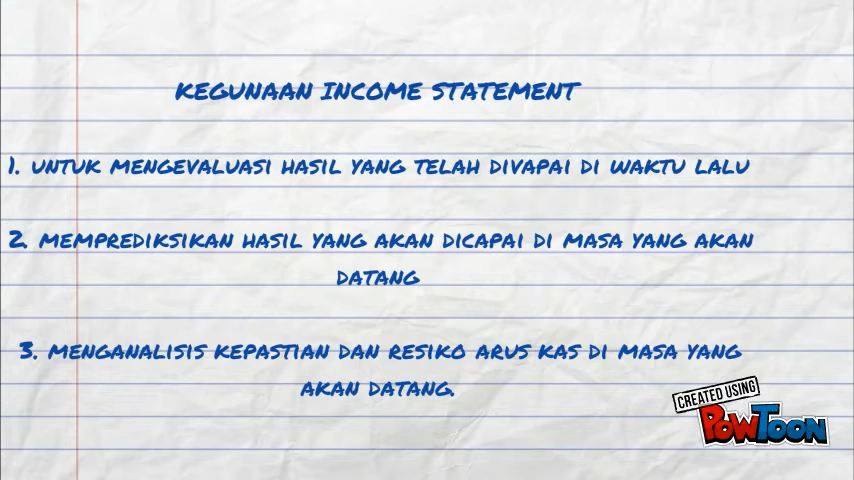 KEGUNAAN INCOME STATEMENT
1. UNTUK MENGEVALUASI HASIL YANG TELAH DIVAPAI DI WAKTU LALU
2. MEMPREDIKSIKAN HASIL YANG AKAN DICAPAI DI MASA YANG AKAN
DATANG
3. MENGANALISIS KEPASTIAN DAN RESIKO ARUS KAS DI MASA YANG
AKAN DATANG.
CREATED USING
POWTOON